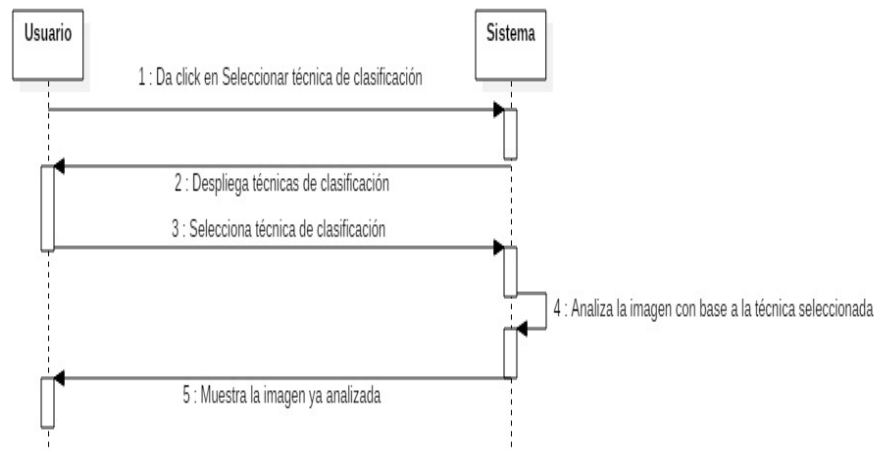 Usuario
Sistema
1 : Da click en Seleccionar técnica de clasificación
2 : Despliega técnicas de clasificación
3 : Selecciona técnica de clasificación
4 : Analiza la imagen con base a la técnica seleccionada
5 : Muestra la imagen ya analizada